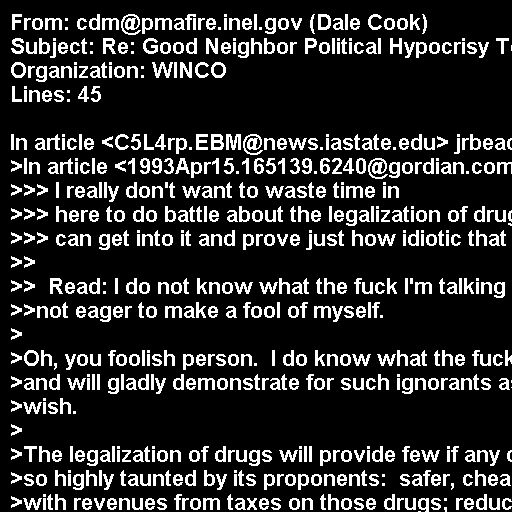 From: cdm@pmafire.inel.gov (Dale Cook)
Subject: Re: Good Neighbor Political Hypocrisy
Organization: WINCO
Lines: 45

In article <C5L4rp.EBM@news.iastate.edu>
>In article <1993Apr15.165139.6240@gordian.com
>>> I really don't want to waste time in
>>> here to do battle about the legalization of
>>> can get into it and prove just how idiotic that
>>
>>  Read: I do not know what the fuck I'm talking
>>not eager to make a fool of myself.
>
>Oh, you foolish person.  I do know what the fuck
>and will gladly demonstrate for such ignorants
>wish.
>
>The legalization of drugs will provide few if any
>so highly taunted by its proponents:  safer,
>with revenues from taxes on those drugs;